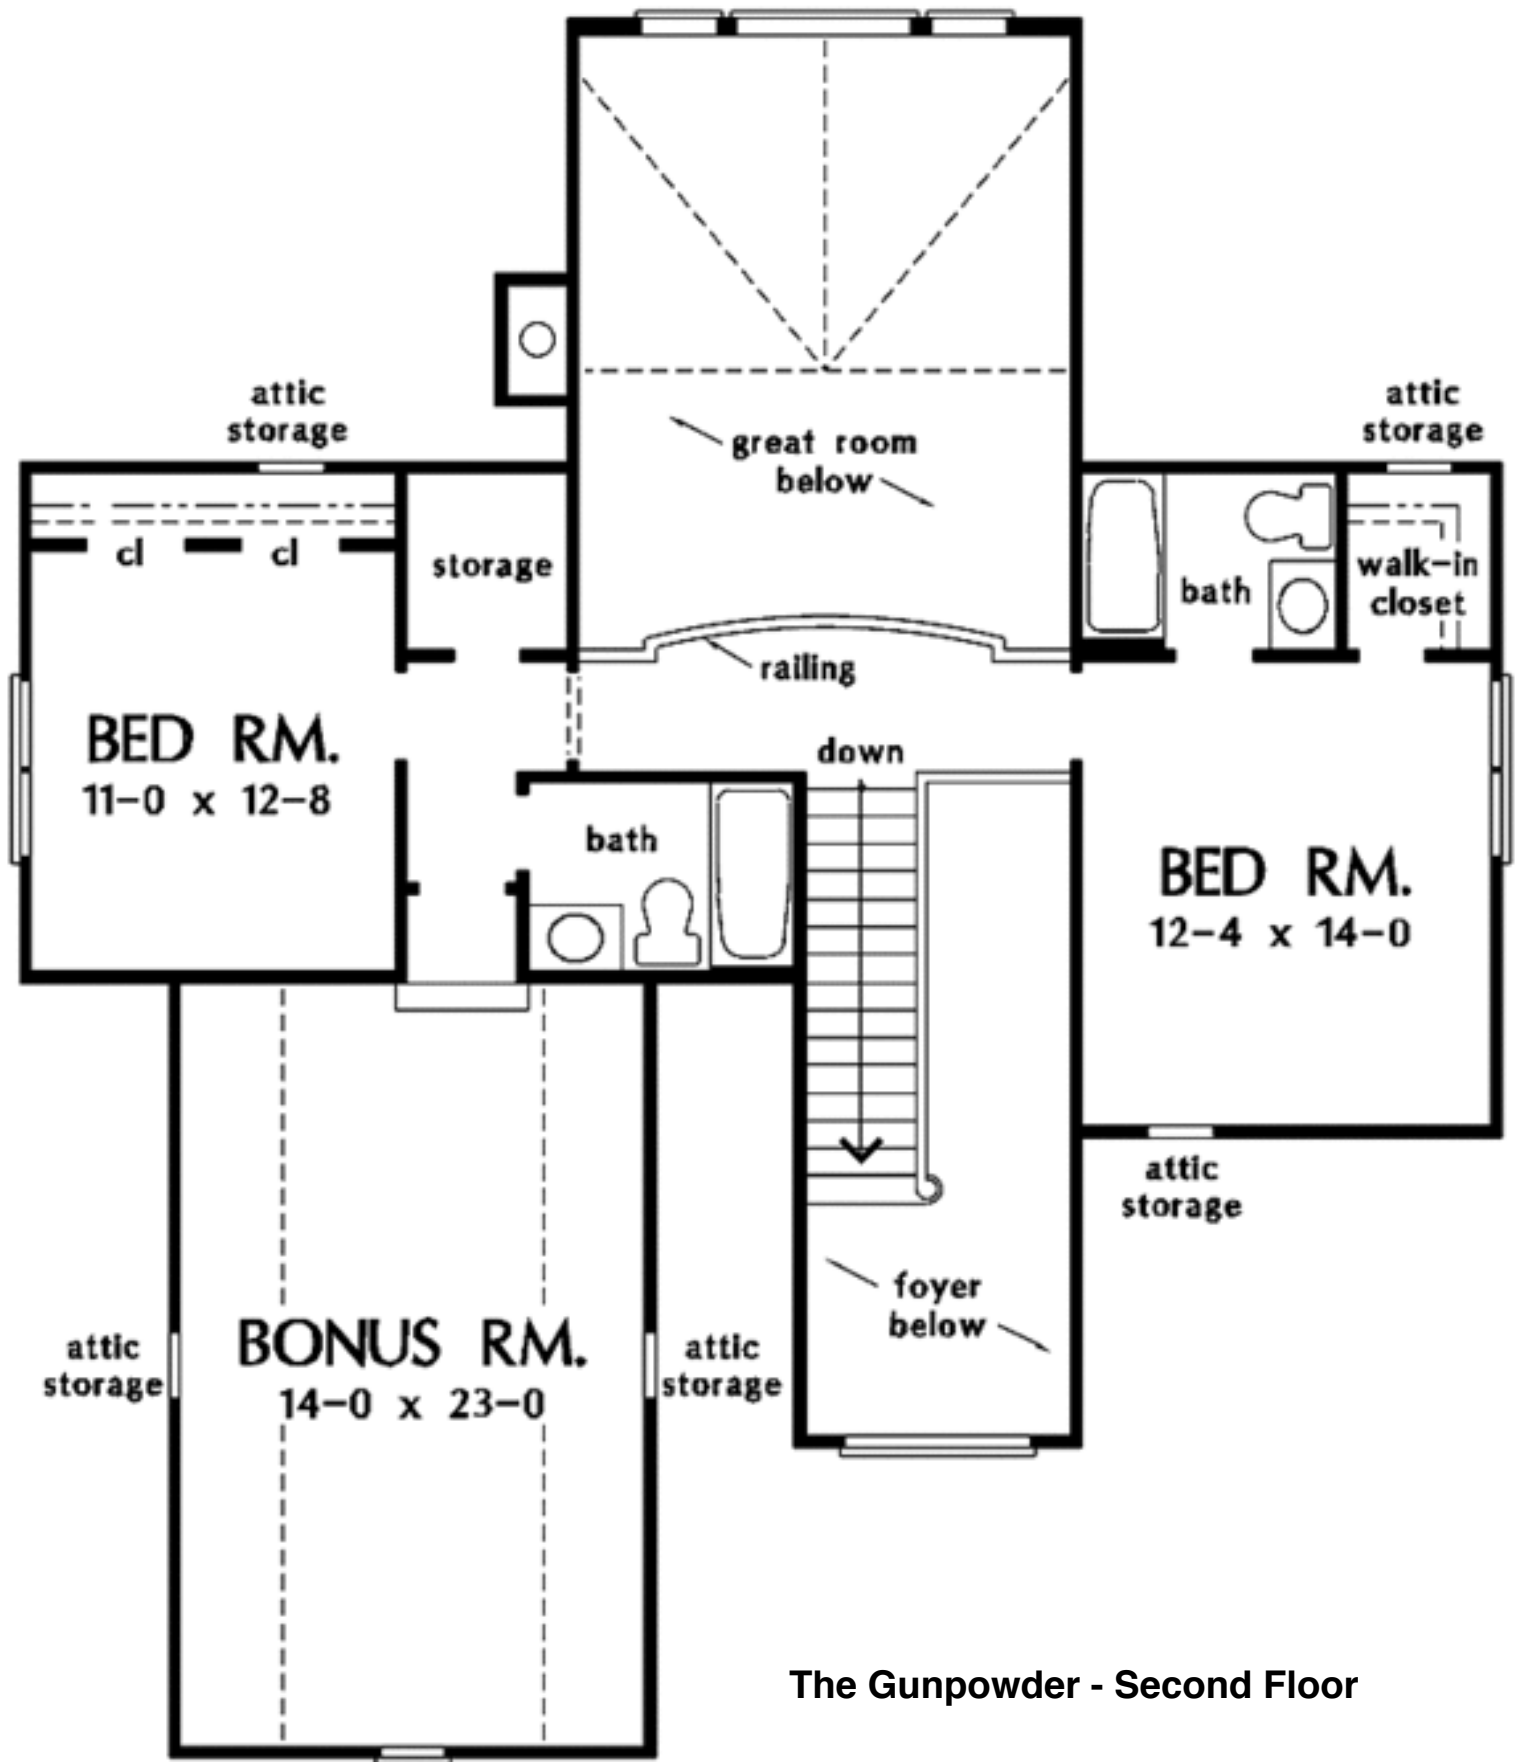 attic
storage
attic
storage
great room
below
cl
cl
storage
bath
walk-in
closet
railing
BED RM.
11-0 x 12-8
down
bath
BED RM.
12-4 x 14-0
attic
storage
foyer
below
attic
storage
BONUS RM.
14-0 x 23-0
attic
storage
The Gunpowder - Second Floor